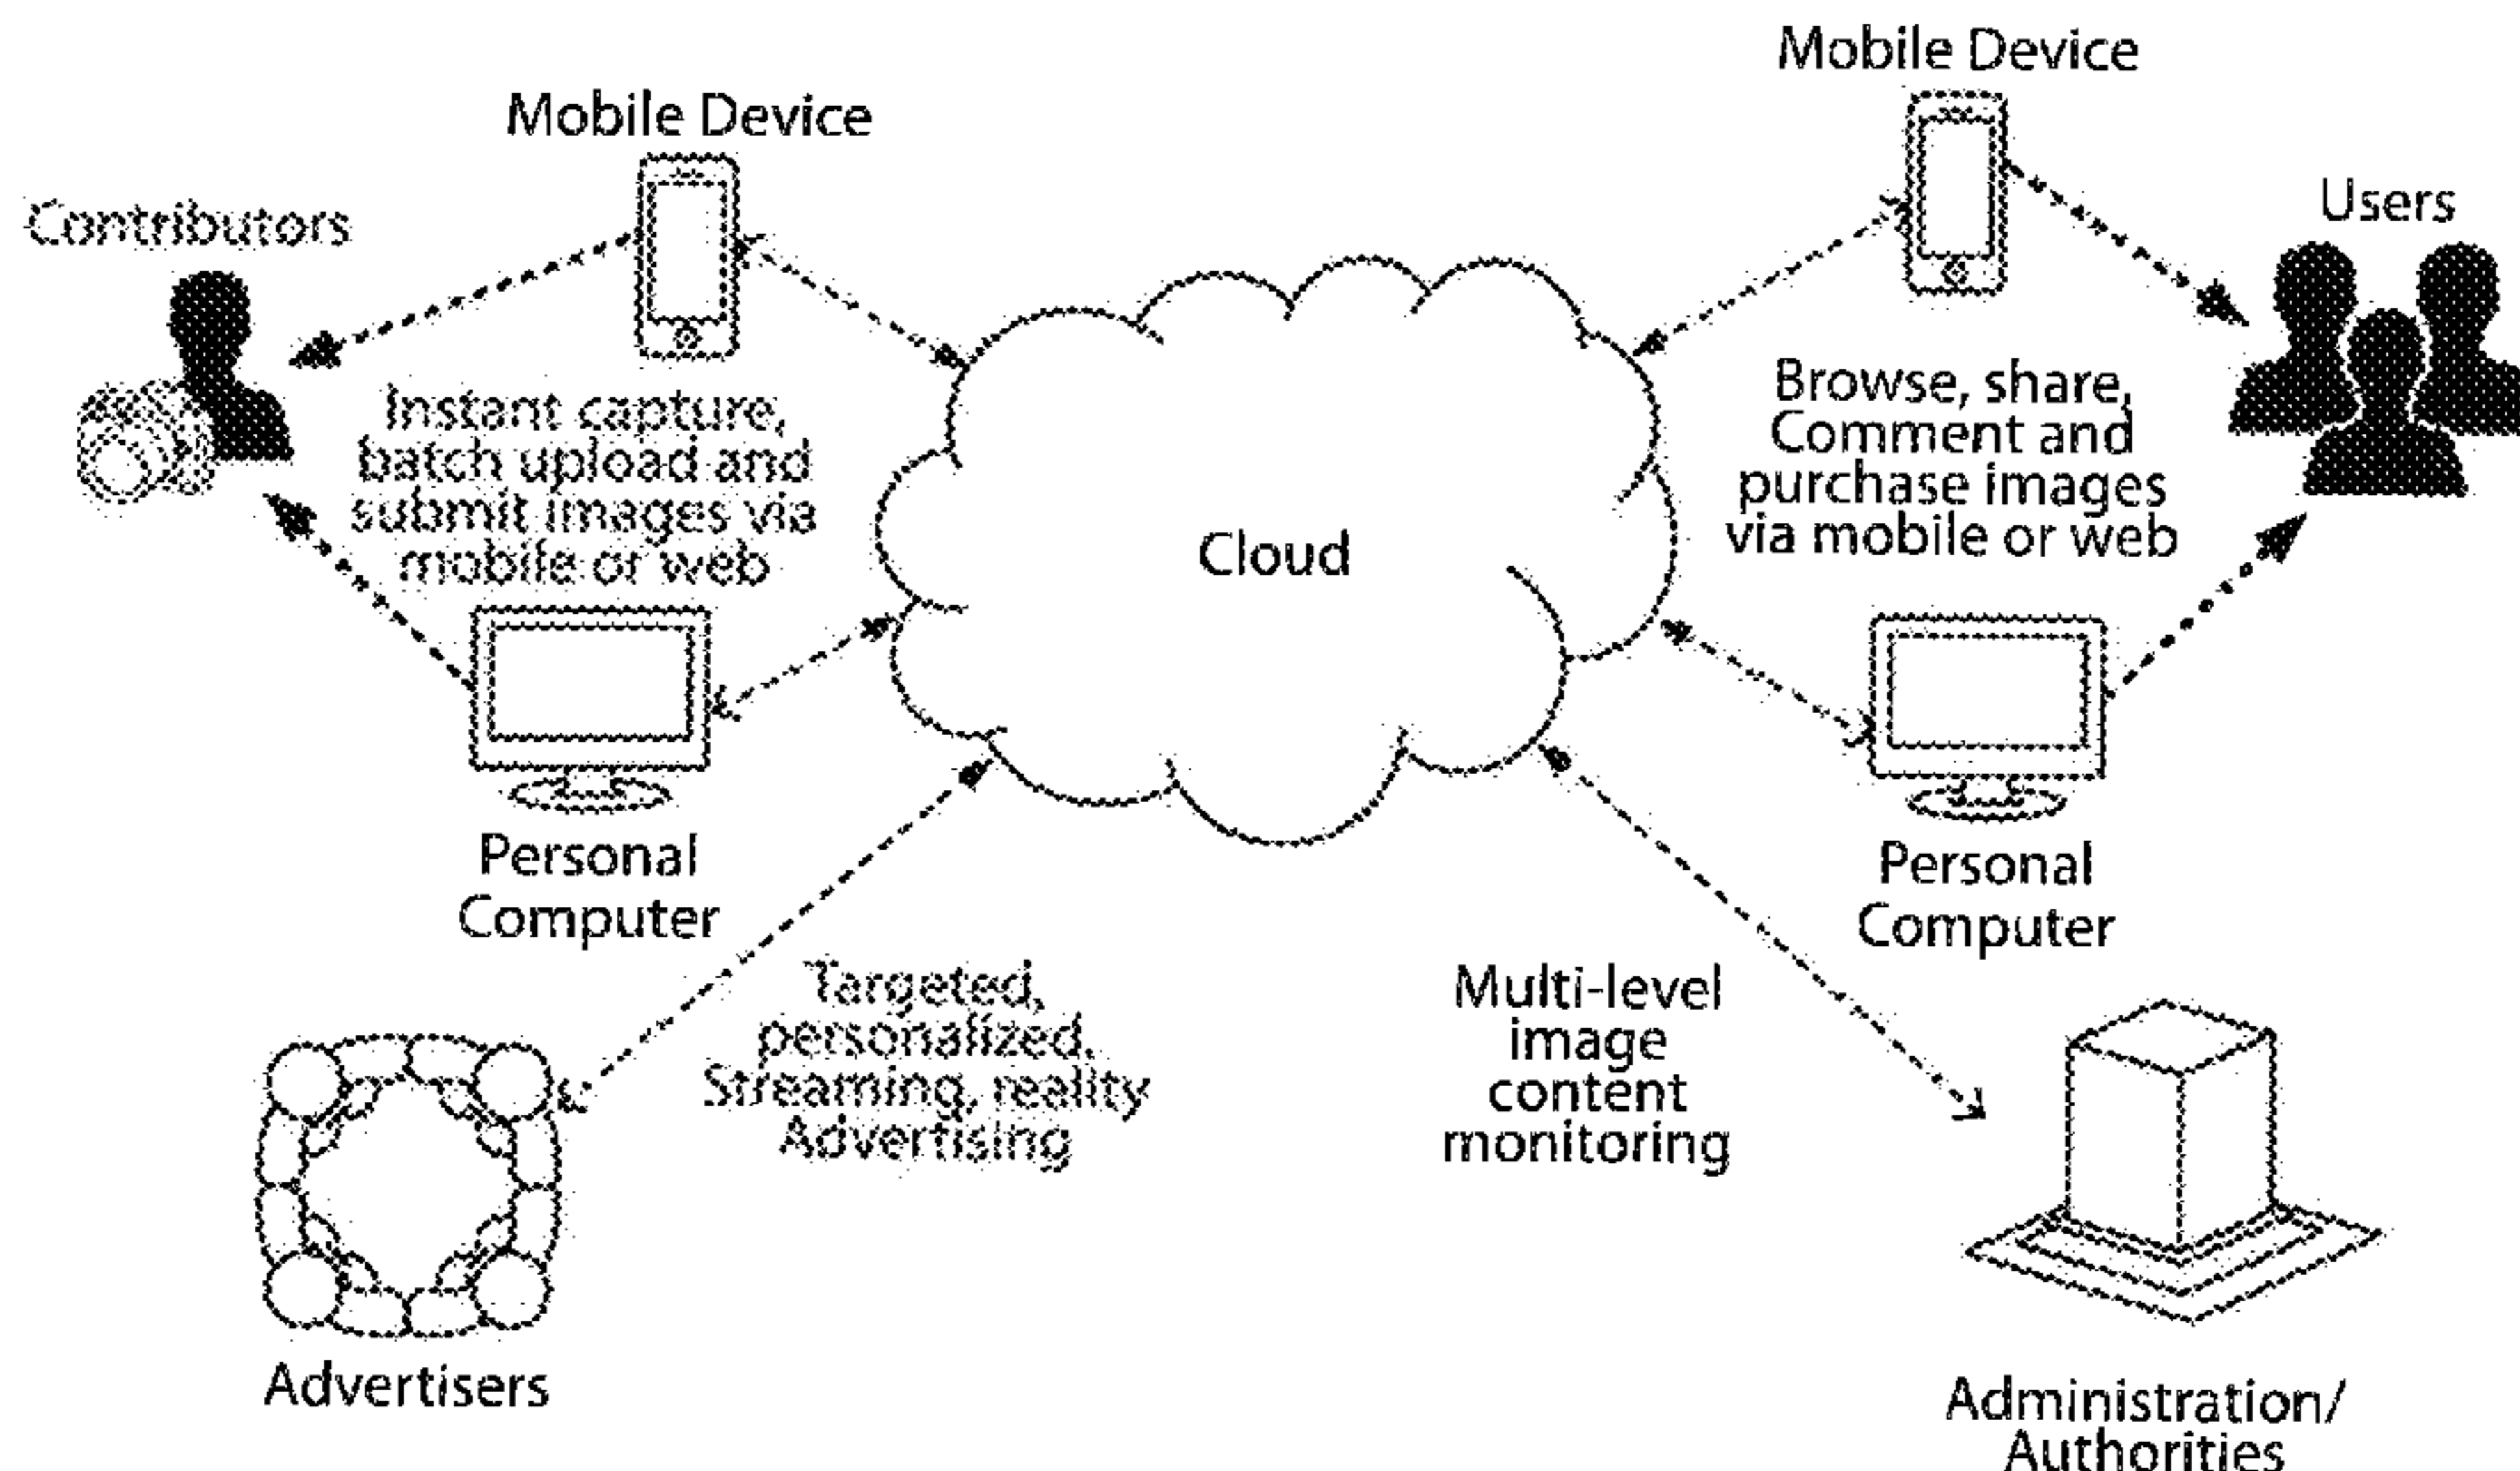 Mobile Device
Mobile Device
Contributors
Users
Instant capture,
batch upload and
submit images via
mobile or web
Cloud
Browse, share,
Comment and
purchase images
via mobile or web
Personal
Computer
Personal
Computer
Targeted,
personalized,
Streaming, reality
Advertising
Multi-level
image
content
monitoring
Advertisers
Administration/
Authorities